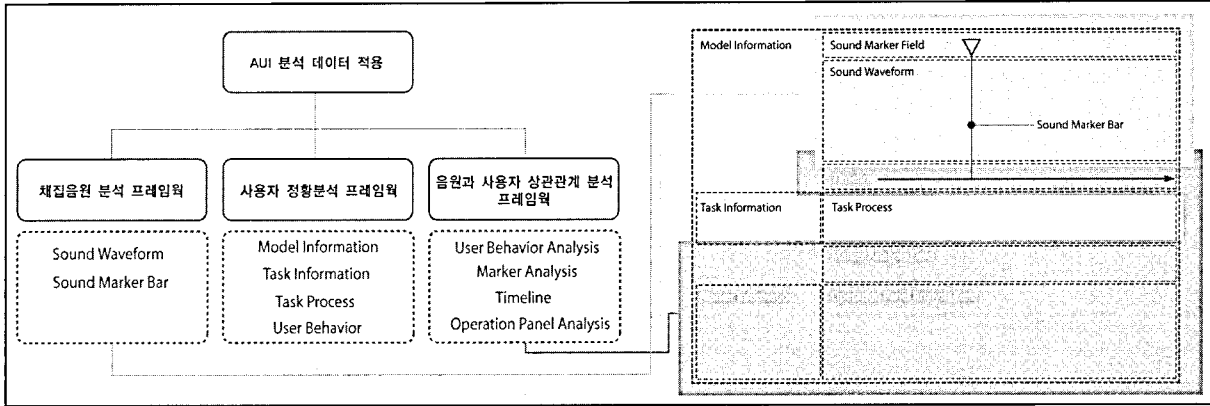 AUI 분석 데이터 적용
채집음원 분석 프레임웍
Sound Waveform
Sound Marker Bar
사용자 정황분석 프레임웍
Model Information
Task Information
Task Process
User Behavior
음원과 사용자 상관관계 분석
프레임웍
User Behavior Analysis
Marker Analysis
Timeline
Operation Panel Analysis
Model Information
Sound Marker Field
Sound Waveform
Sound Marker Bar
Task Information
Task Process